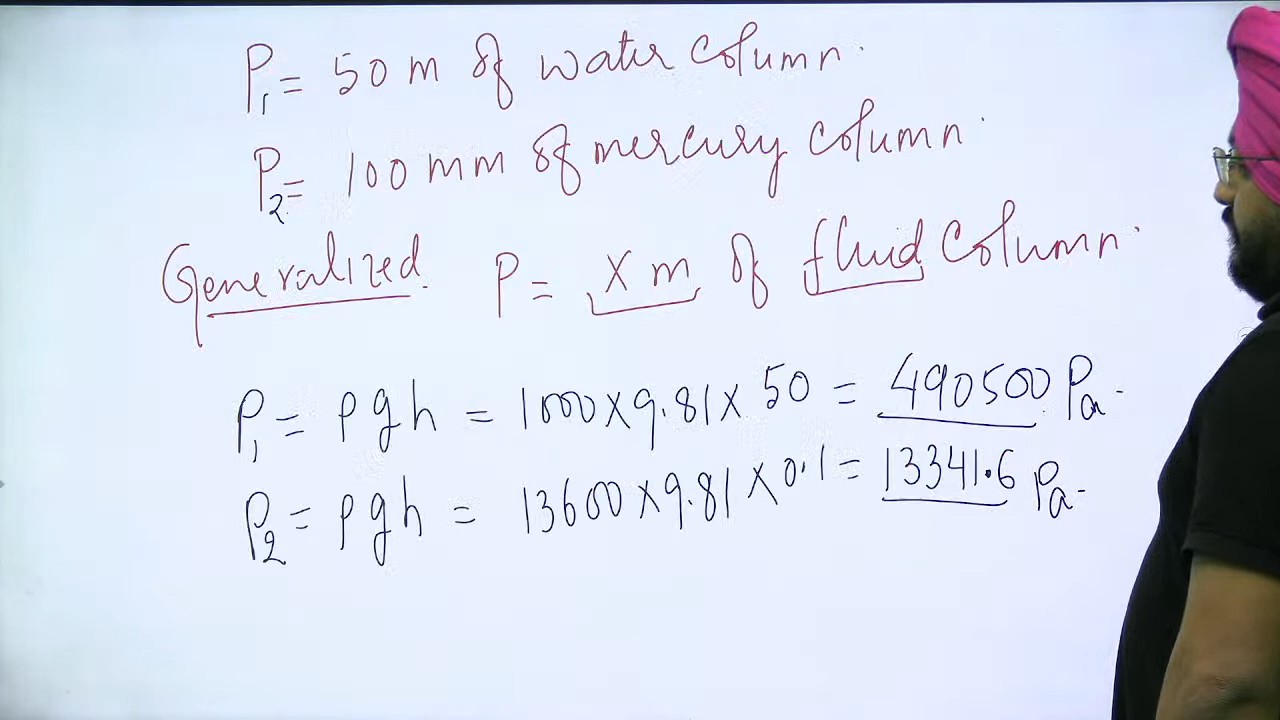 P₁ = 50 m of water column.
P₂ = 100 mm of mercury column.
Generalized. P = X m of fluid column.
P₁ = ρgh = 1000 × 9.81 × 50 = 490500 Pa.
P₂ = ρgh = 13600 × 9.81 × 0.1 = 13341.6 Pa.